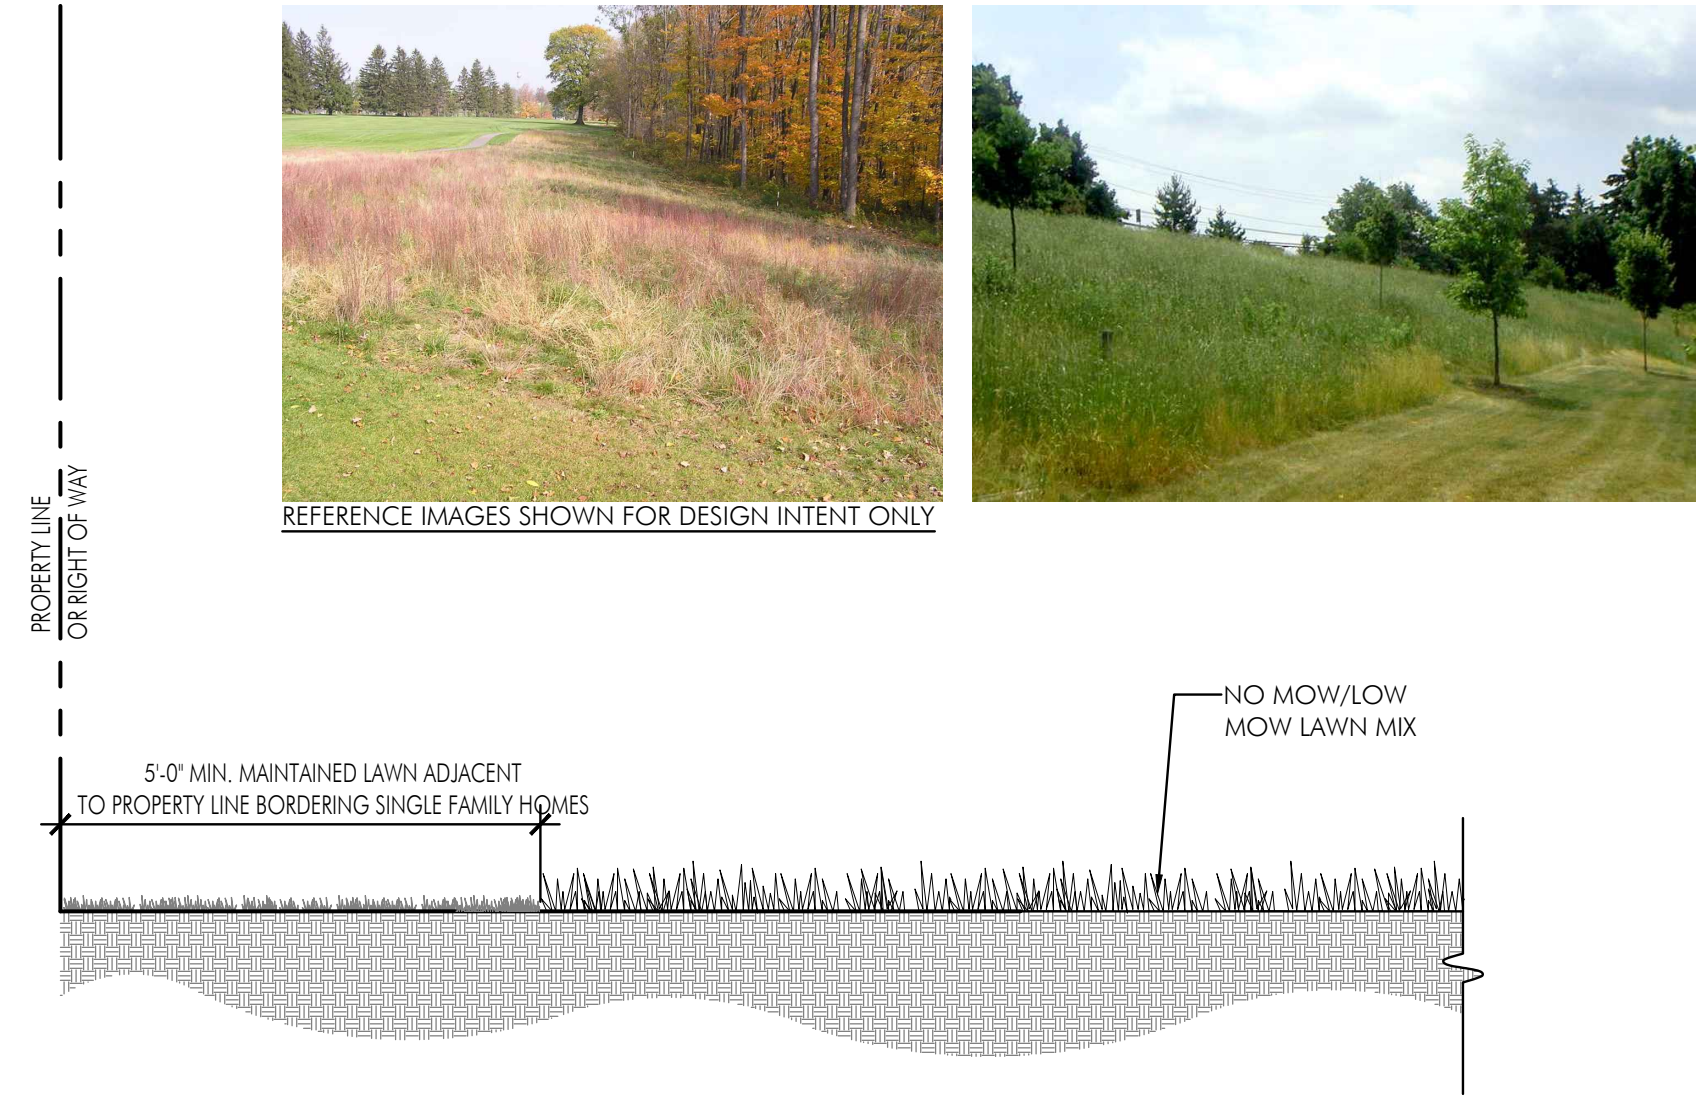 REFERENCE IMAGES SHOWN FOR DESIGN INTENT ONLY
PROPERTY LINE
OR RIGHT OF WAY
NO MOW/LOW
MOW LAWN MIX
5'-0" MIN. MAINTAINED LAWN ADJACENT
TO PROPERTY LINE BORDERING SINGLE FAMILY HOMES